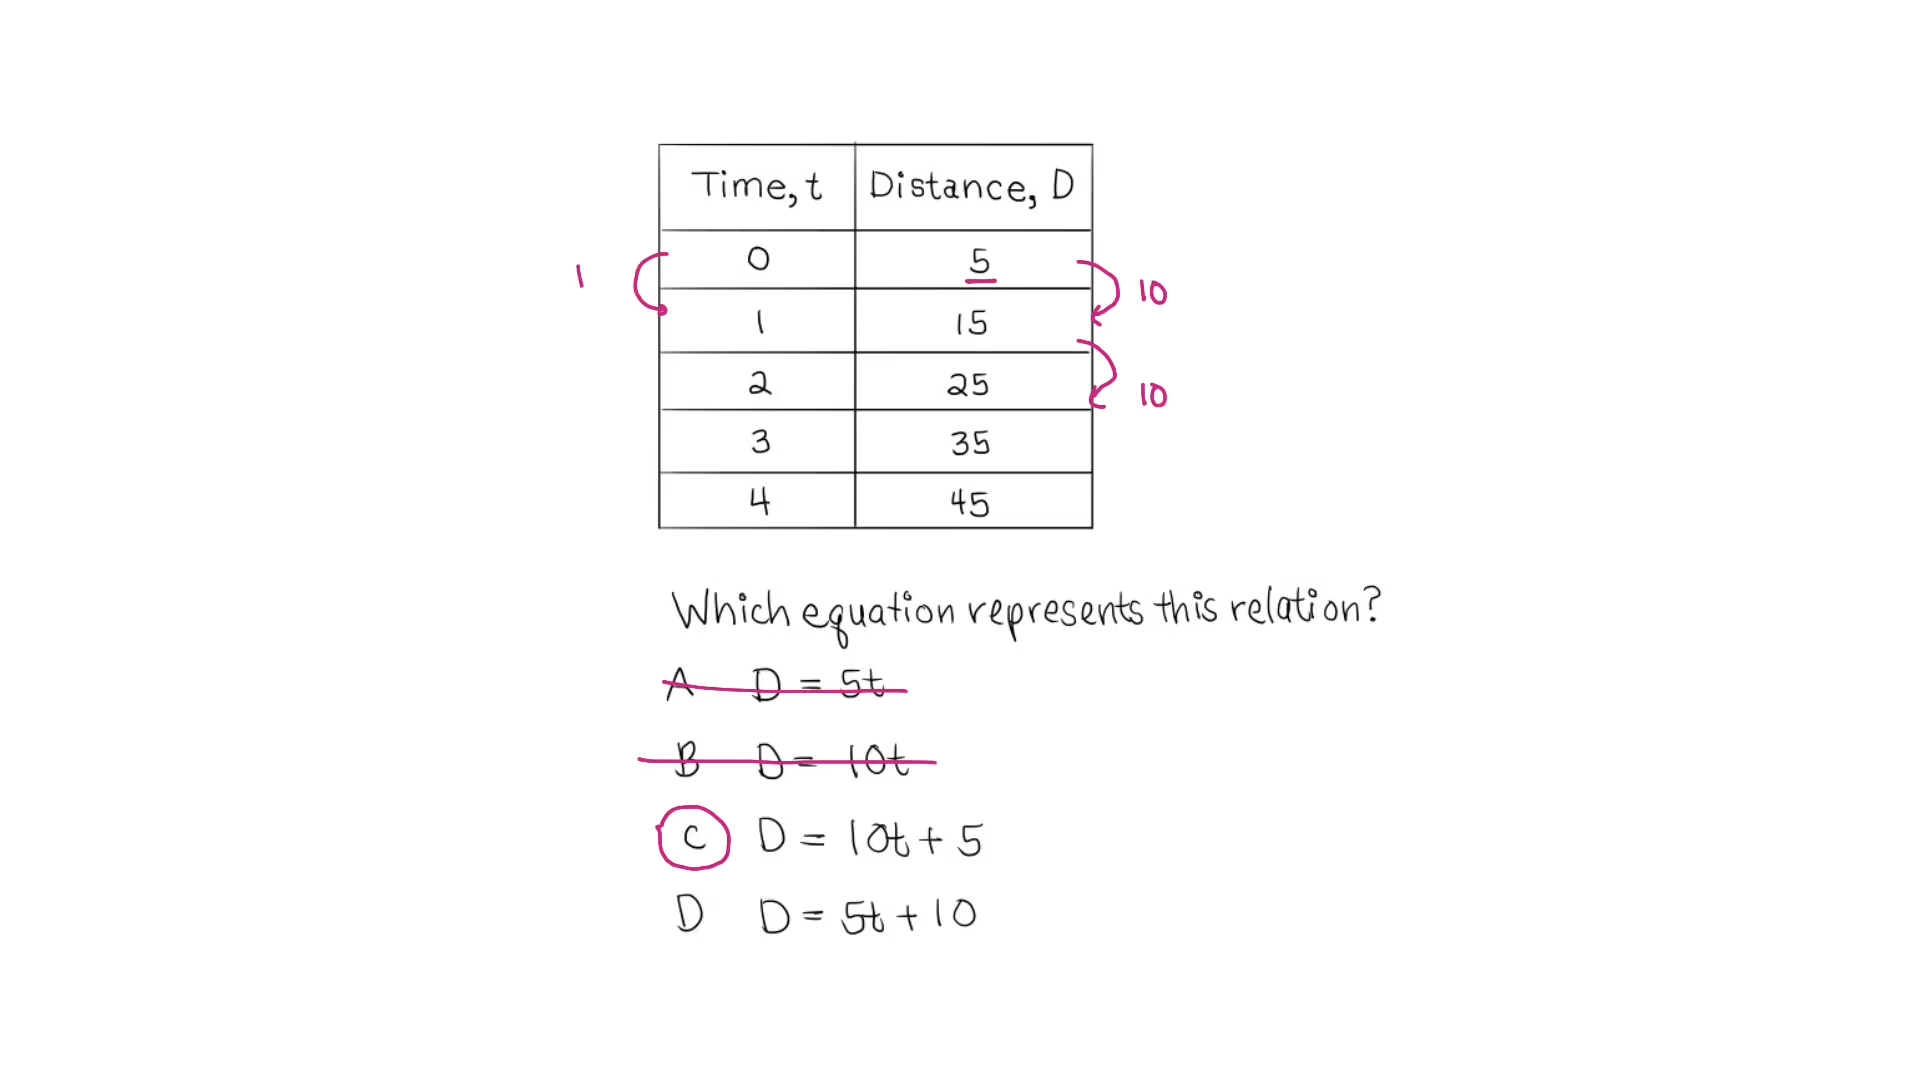 Time, t Distance, D
1 0 5 10
1 15
2 25 10
3 35
4 45
Which equation represents this relation?
A D = 5t
B D = 10t
C D = 10t + 5
D D = 5t + 10